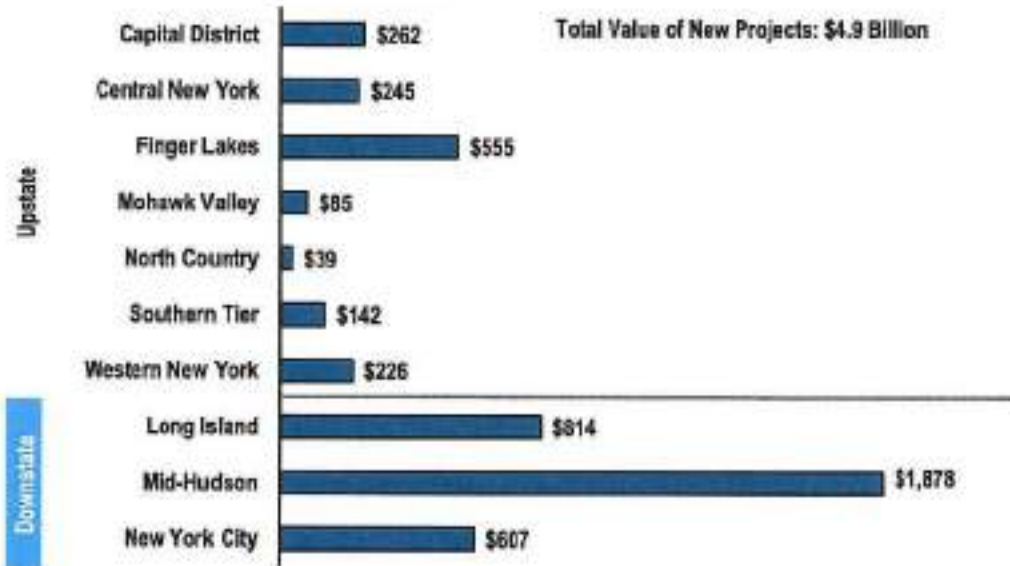 Total Value of New Projects: $4.9 Billion
Upstate
Capital District $262
Central New York $245
Finger Lakes $555
Mohawk Valley $85
North Country $39
Southern Tier $142
Western New York $226
Downstate
Long Island $814
Mid-Hudson $1,878
New York City $607